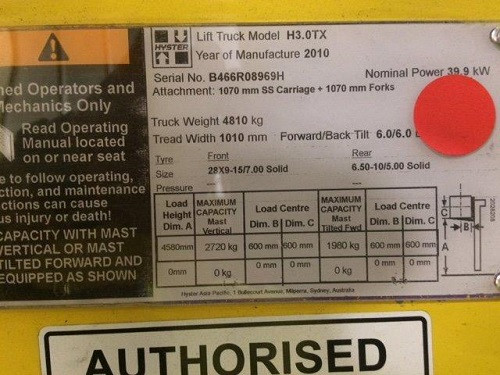 HYSTER
Lift Truck Model H3.0TX
Year of Manufacture 2010
Serial No. B466R08969H
Nominal Power 39.9 kW
Attachment: 1070 mm SS Carriage + 1070 mm Forks
Truck Weight 4810 kg
Tread Width 1010 mm Forward/Back Tilt 6.0/6.0
Tyre Front Rear
Size 28X9-15/7.00 Solid 6.50-10/5.00 Solid
Pressure
Load Height Dim. A
MAXIMUM CAPACITY Mast Vertical
Load Centre
Dim. B Dim. C
MAXIMUM CAPACITY Mast Tilted Fwd
Load Centre
Dim. B Dim. C
4580mm 2720 kg 600 mm 600 mm 1980 kg 600 mm 600 mm
0mm 0 kg 0 mm 0 mm 0 kg 0 mm 0 mm
C
B
A
Hyster Asia Pacific, 1 Bullecourt Avenue, Milperra, Sydney, Australia
ned Operators and
Mechanics Only
Read Operating
Manual located
on or near seat
e to follow operating,
ction, and maintenance
ctions can cause
us injury or death!
CAPACITY WITH MAST
VERTICAL OR MAST
TILTED FORWARD AND
EQUIPPED AS SHOWN
AUTHORISED